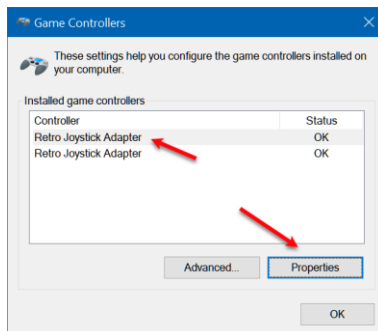 Game Controllers
These settings help you configure the game controllers installed on
your computer.
Installed game controllers
Controller Status
Retro Joystick Adapter OK
Retro Joystick Adapter OK
Advanced... Properties
OK